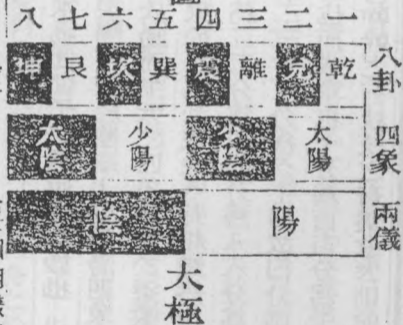 一二三四五六七八
乾兌離震巽坎艮坤
八卦
太陽少陰少陽太陰
四象
陽陰
兩儀
太極